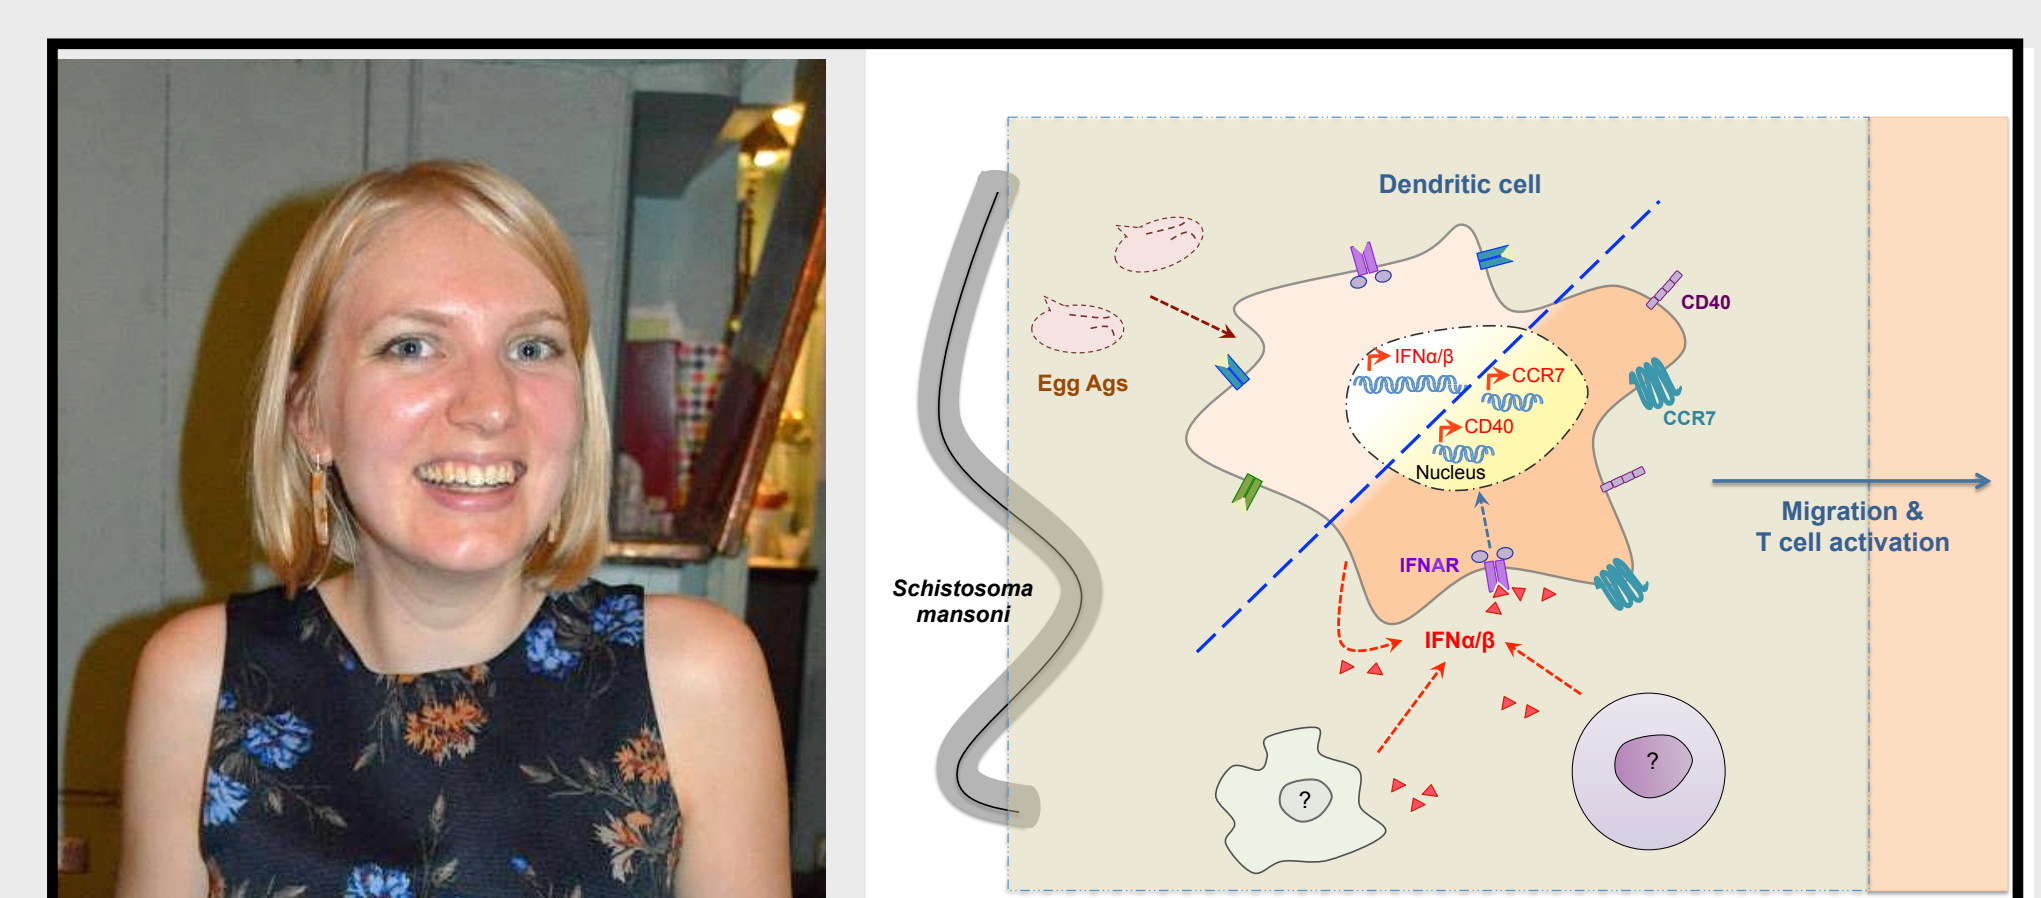 Dendritic cell
CD40
IFNα/β
CCR7
Egg Ags
CCR7
CD40
Nucleus
Migration &
T cell activation
IFNAR
Schistosoma
mansoni
IFNα/β
?
?